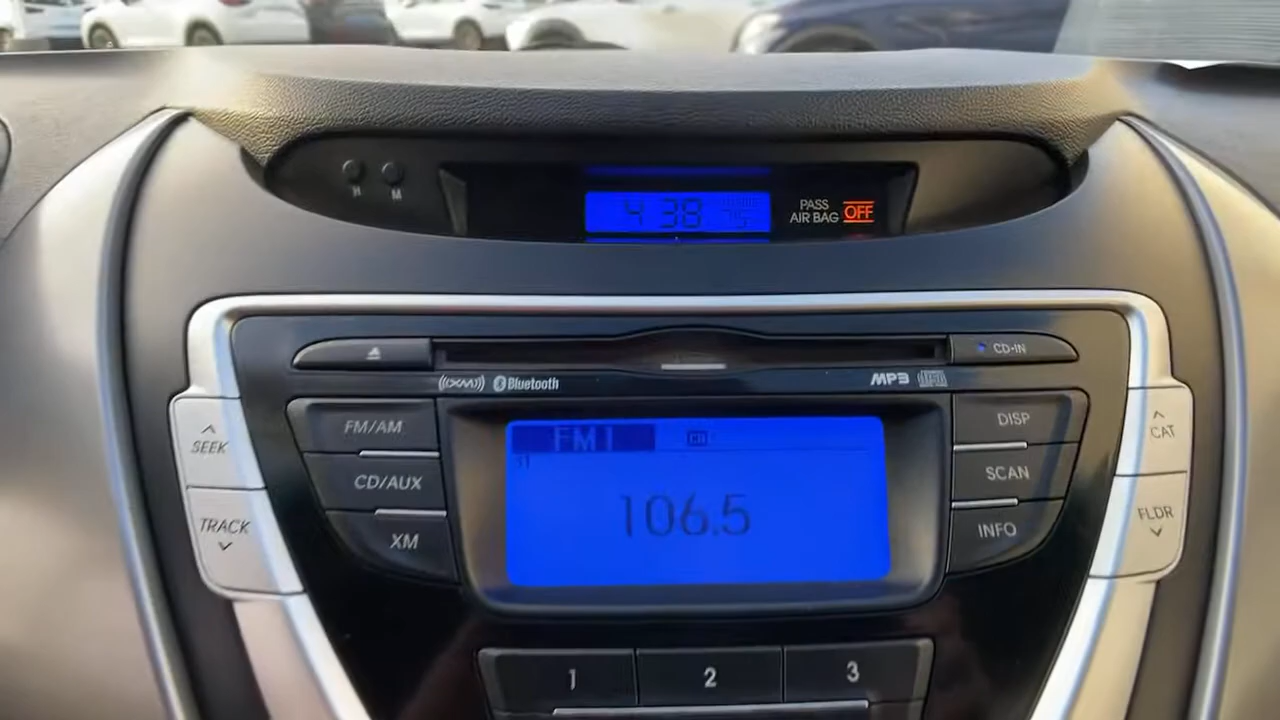 H M
4 38
PASS
AIR BAG OFF
CD-IN
((XM)) Bluetooth
MP3
FM/AM
CD/AUX
XM
SEEK
TRACK
FM1
CD
106.5
DISP
SCAN
INFO
CAT
FLDR
1 2 3